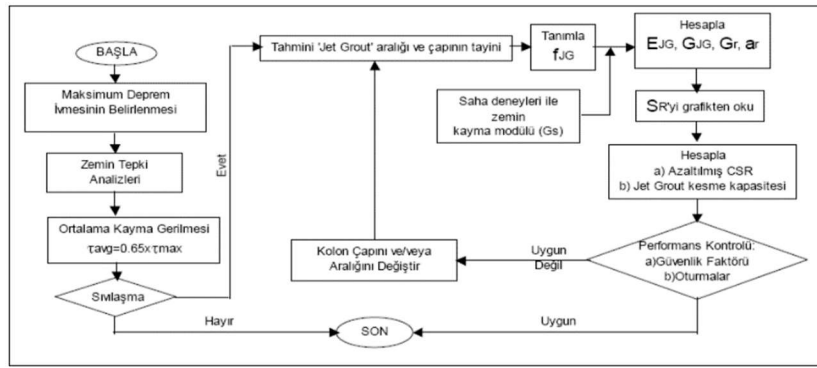 BAŞLA
Maksimum Deprem
İvmesinin Belirlenmesi
Zemin Tepki
Analizleri
Ortalama Kayma Gerilmesi
τavg=0.65xτmax
Sıvılaşma
Evet
Hayır
Tahmini 'Jet Grout' aralığı ve çapının tayini
Tanımla
fJG
Saha deneyleri ile
zemin
kayma modülü (Gs)
Hesapla
EJG, GJG, Gr, ar
SR'yi grafikten oku
Hesapla
a) Azaltılmış CSR
b) Jet Grout kesme kapasitesi
Performans Kontrolü:
a)Güvenlik Faktörü
b)Oturmalar
Uygun
Değil
Kolon Çapını ve/veya
Aralığını Değiştir
Uygun
SON